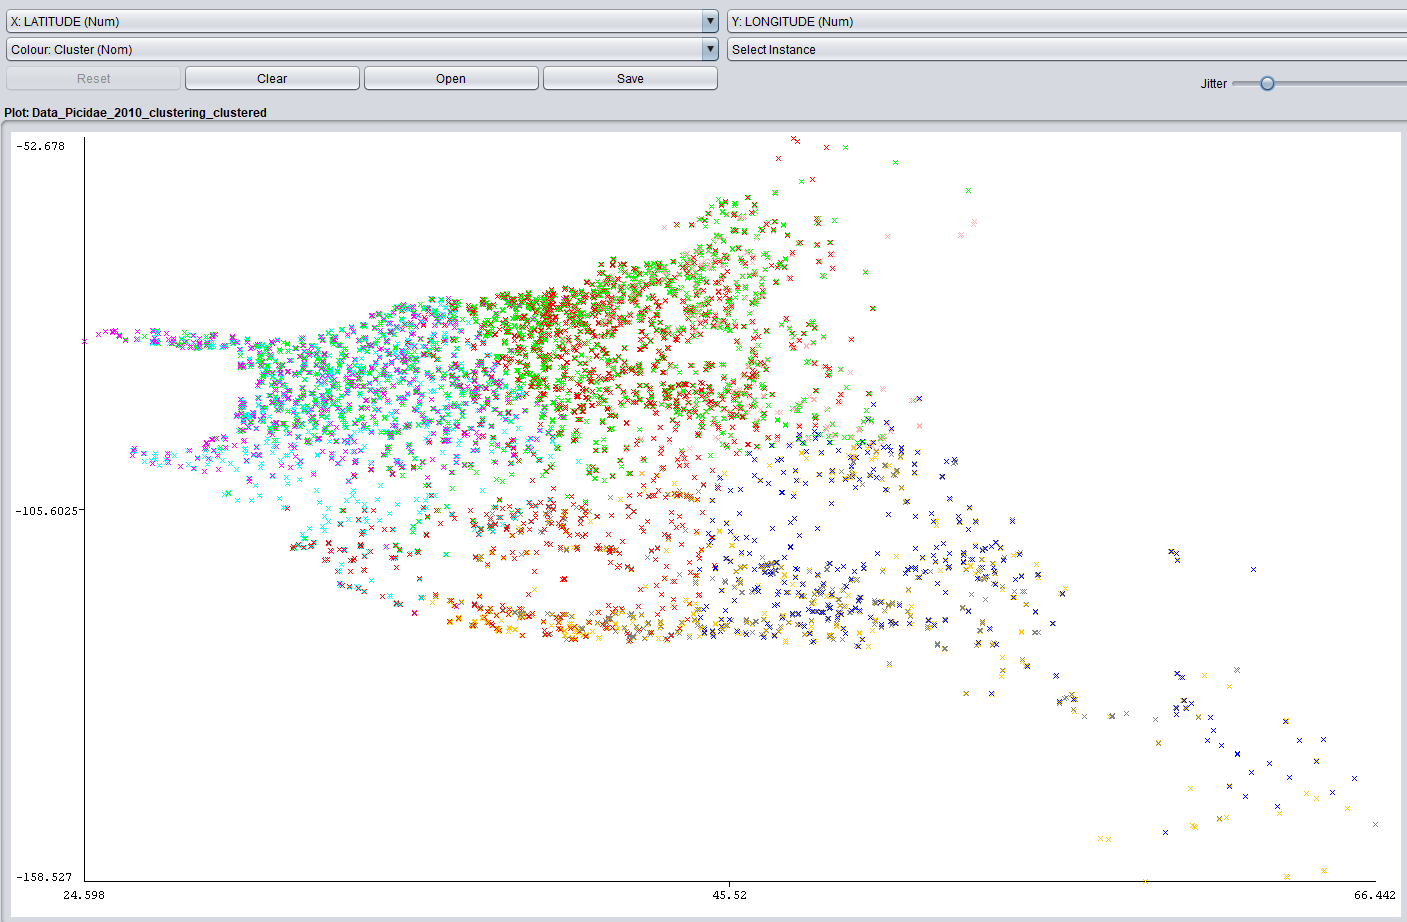 X: LATITUDE (Num) Y: LONGITUDE (Num)
Colour: Cluster (Nom) Select Instance
Reset Clear Open Save Jitter
Plot: Data_Picidae_2010_clustering_clustered
-52.678
-105.6025
-158.527
24.598 45.52 66.442